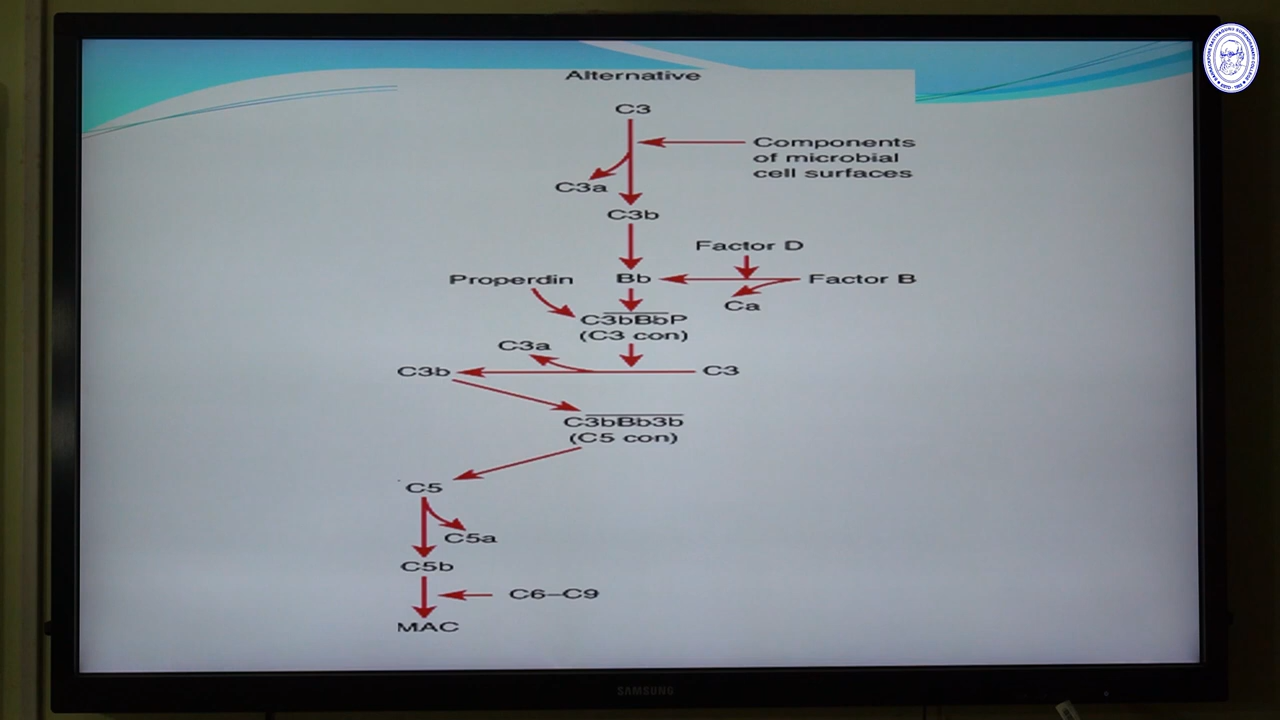 Alternative
C3
Components
of microbial
cell surfaces
C3a
C3b
Factor D
Properdin
Bb
Factor B
Ca
C3bBbP
(C3 con)
C3a
C3b
C3
C3bBb3b
(C5 con)
C5
C5a
C5b
C6–C9
MAC
SAMSUNG